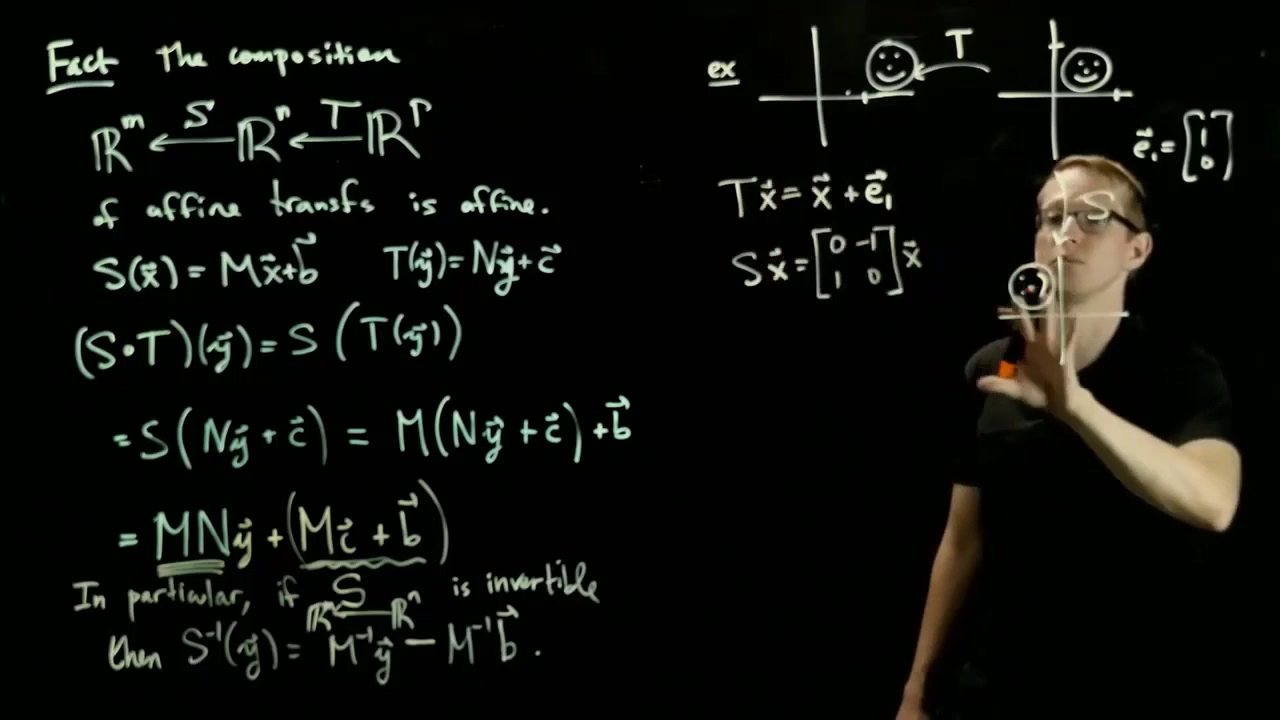 Fact The composition
ℝᵐ ←S— ℝⁿ ←T— ℝᵖ
of affine transfs is affine.
S(x⃗) = Mx⃗+b⃗ T(y⃗)= Ny⃗+c⃗
(S∘T)(y⃗) = S (T(y⃗))
= S(Ny⃗ + c⃗) = M(Ny⃗ + c⃗) + b⃗
= MNy⃗ + (Mc⃗ + b⃗)
In particular, if ℝⁿ ←S— ℝⁿ is invertible
then S⁻¹(y⃗) = M⁻¹y⃗ − M⁻¹b⃗.
ex T
e⃗₁ = [1 0]
Tx⃗ = x⃗ + e⃗₁
Sx⃗ = [0 −1
1 0]x⃗
S